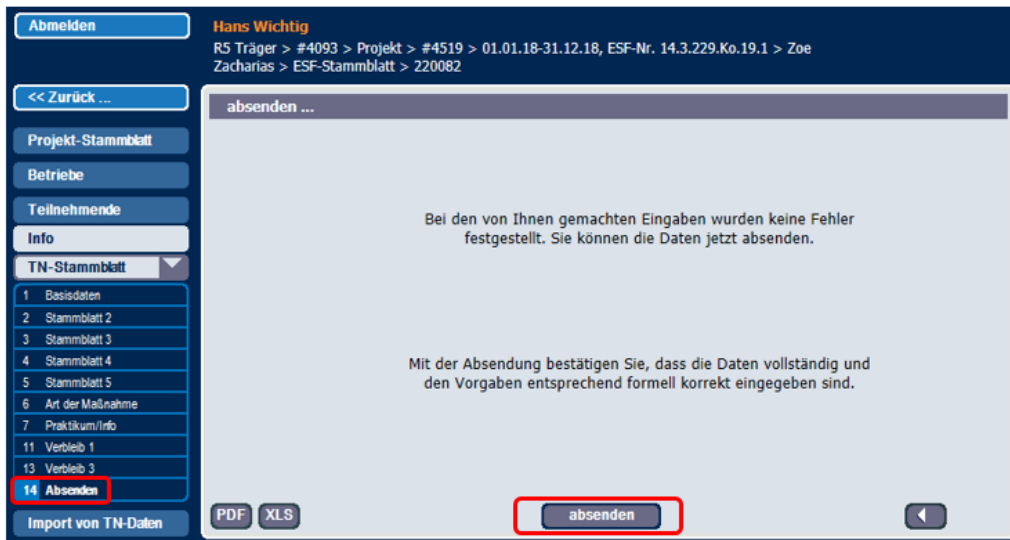 Abmelden
Hans Wichtig
R5 Träger > #4093 > Projekt > #4519 > 01.01.18-31.12.18, ESF-Nr. 14.3.229.Ko.19.1 > Zoe
Zacharias > ESF-Stammblatt > 220082
<< Zurück ...
Projekt-Stammblatt
Betriebe
Teilnehmende
Info
TN-Stammblatt
1 Basisdaten
2 Stammblatt 2
3 Stammblatt 3
4 Stammblatt 4
5 Stammblatt 5
6 Art der Maßnahme
7 Praktikum/Info
11 Verbleib 1
13 Verbleib 3
14 Absenden
Import von TN-Daten
absenden ...
Bei den von Ihnen gemachten Eingaben wurden keine Fehler
festgestellt. Sie können die Daten jetzt absenden.
Mit der Absendung bestätigen Sie, dass die Daten vollständig und
den Vorgaben entsprechend formell korrekt eingegeben sind.
PDF XLS absenden